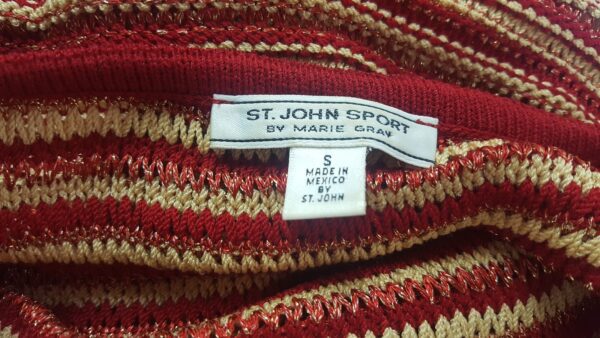 ST. JOHN SPORT
BY MARIE GRAY
S
MADE IN
MEXICO
BY
ST. JOHN